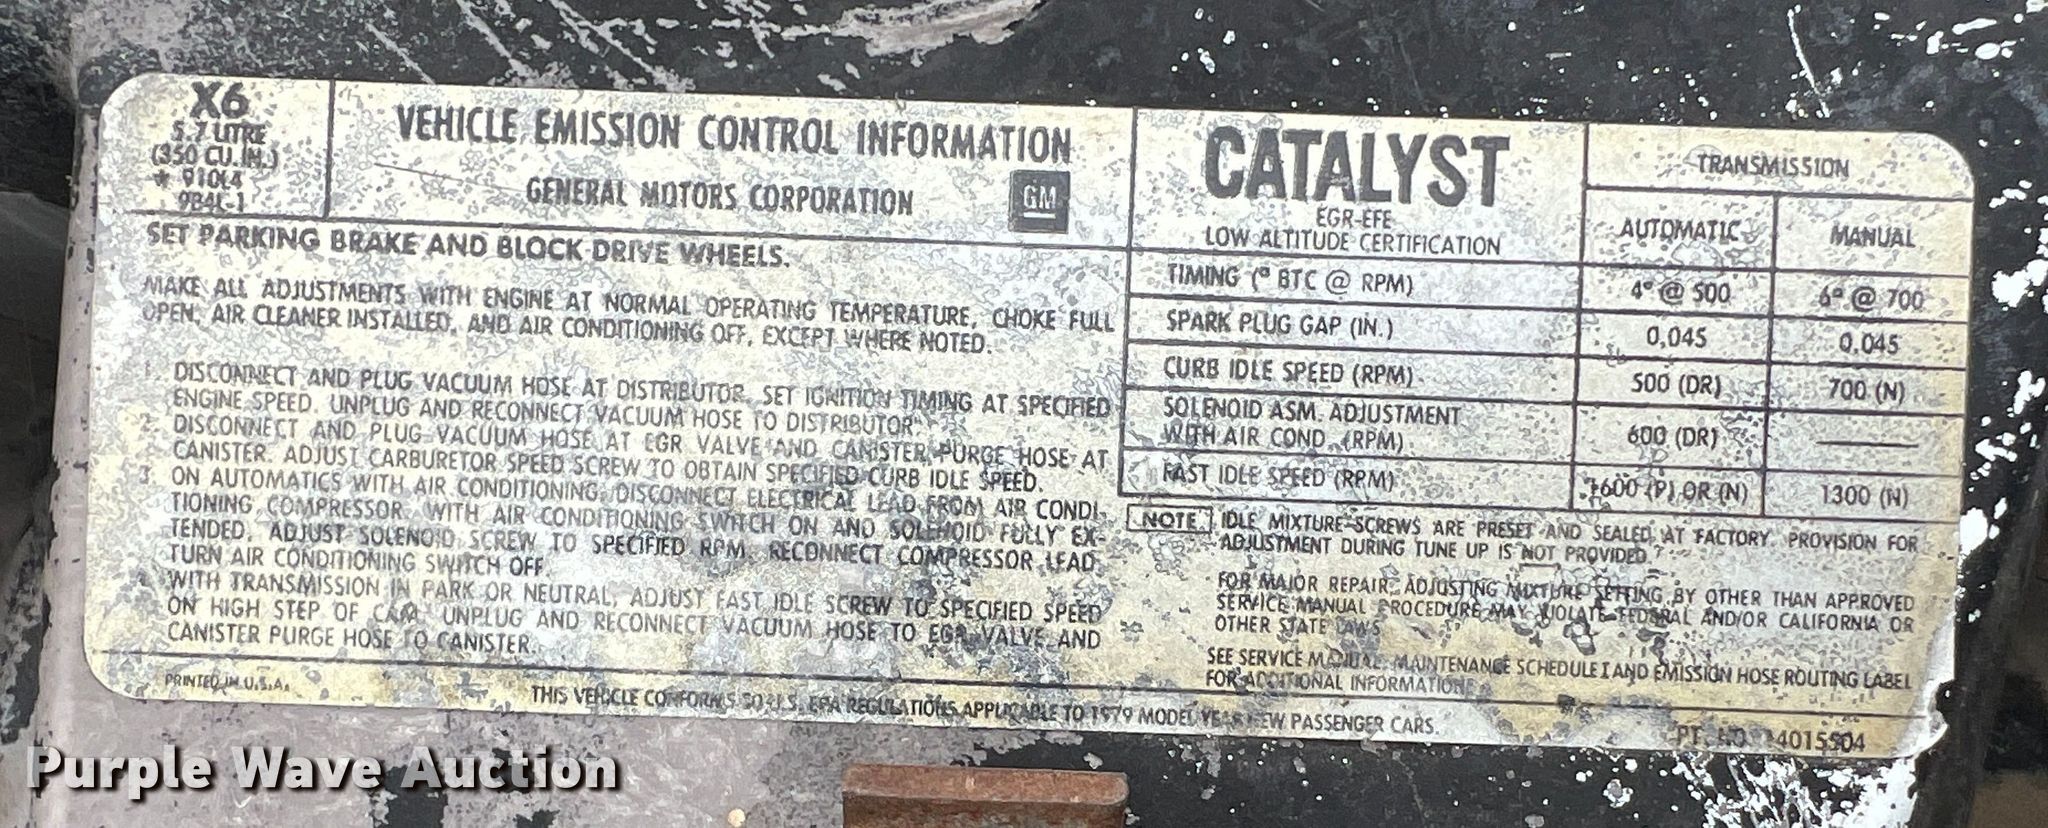 X6
5.7 LITRE
(350 CU. IN.)
* 910L4
9B4L-1
VEHICLE EMISSION CONTROL INFORMATION
GENERAL MOTORS CORPORATION
GM
CATALYST
EGR-EFE
LOW ALTITUDE CERTIFICATION
TRANSMISSION
AUTOMATIC
MANUAL
SET PARKING BRAKE AND BLOCK DRIVE WHEELS.
MAKE ALL ADJUSTMENTS WITH ENGINE AT NORMAL OPERATING TEMPERATURE, CHOKE FULL
OPEN, AIR CLEANER INSTALLED, AND AIR CONDITIONING OFF, EXCEPT WHERE NOTED.
1. DISCONNECT AND PLUG VACUUM HOSE AT DISTRIBUTOR. SET IGNITION TIMING AT SPECIFIED
ENGINE SPEED. UNPLUG AND RECONNECT VACUUM HOSE TO DISTRIBUTOR.
2. DISCONNECT AND PLUG VACUUM HOSE AT EGR VALVE AND CANISTER PURGE HOSE AT
CANISTER. ADJUST CARBURETOR SPEED SCREW TO OBTAIN SPECIFIED CURB IDLE SPEED.
3. ON AUTOMATICS WITH AIR CONDITIONING, DISCONNECT ELECTRICAL LEAD FROM AIR CONDI-
TIONING COMPRESSOR. WITH AIR CONDITIONING SWITCH ON AND SOLENOID FULLY EX-
TENDED, ADJUST SOLENOID SCREW TO SPECIFIED RPM. RECONNECT COMPRESSOR LEAD.
TURN AIR CONDITIONING SWITCH OFF.
WITH TRANSMISSION IN PARK OR NEUTRAL, ADJUST FAST IDLE SCREW TO SPECIFIED SPEED
ON HIGH STEP OF CAM. UNPLUG AND RECONNECT VACUUM HOSE TO EGR VALVE AND
CANISTER PURGE HOSE TO CANISTER.
TIMING (° BTC @ RPM) 4° @ 500 6° @ 700
SPARK PLUG GAP (IN.) 0.045 0.045
CURB IDLE SPEED (RPM) 500 (DR) 700 (N)
SOLENOID ASM. ADJUSTMENT
WITH AIR COND. (RPM) 600 (DR) ———
FAST IDLE SPEED (RPM) 1600 (P) OR (N) 1300 (N)
NOTE IDLE MIXTURE SCREWS ARE PRESET AND SEALED AT FACTORY. PROVISION FOR
ADJUSTMENT DURING TUNE UP IS NOT PROVIDED.
FOR MAJOR REPAIR, ADJUSTING MIXTURE SETTING BY OTHER THAN APPROVED
SERVICE MANUAL PROCEDURE MAY VIOLATE FEDERAL AND/OR CALIFORNIA OR
OTHER STATE LAWS.
SEE SERVICE MANUAL, MAINTENANCE SCHEDULE AND EMISSION HOSE ROUTING LABEL
FOR ADDITIONAL INFORMATION.
PRINTED IN U.S.A.
THIS VEHICLE CONFORMS TO U.S. EPA REGULATIONS APPLICABLE TO 1979 MODEL YEAR NEW PASSENGER CARS.
PT. NO. 14015504
Purple Wave Auction